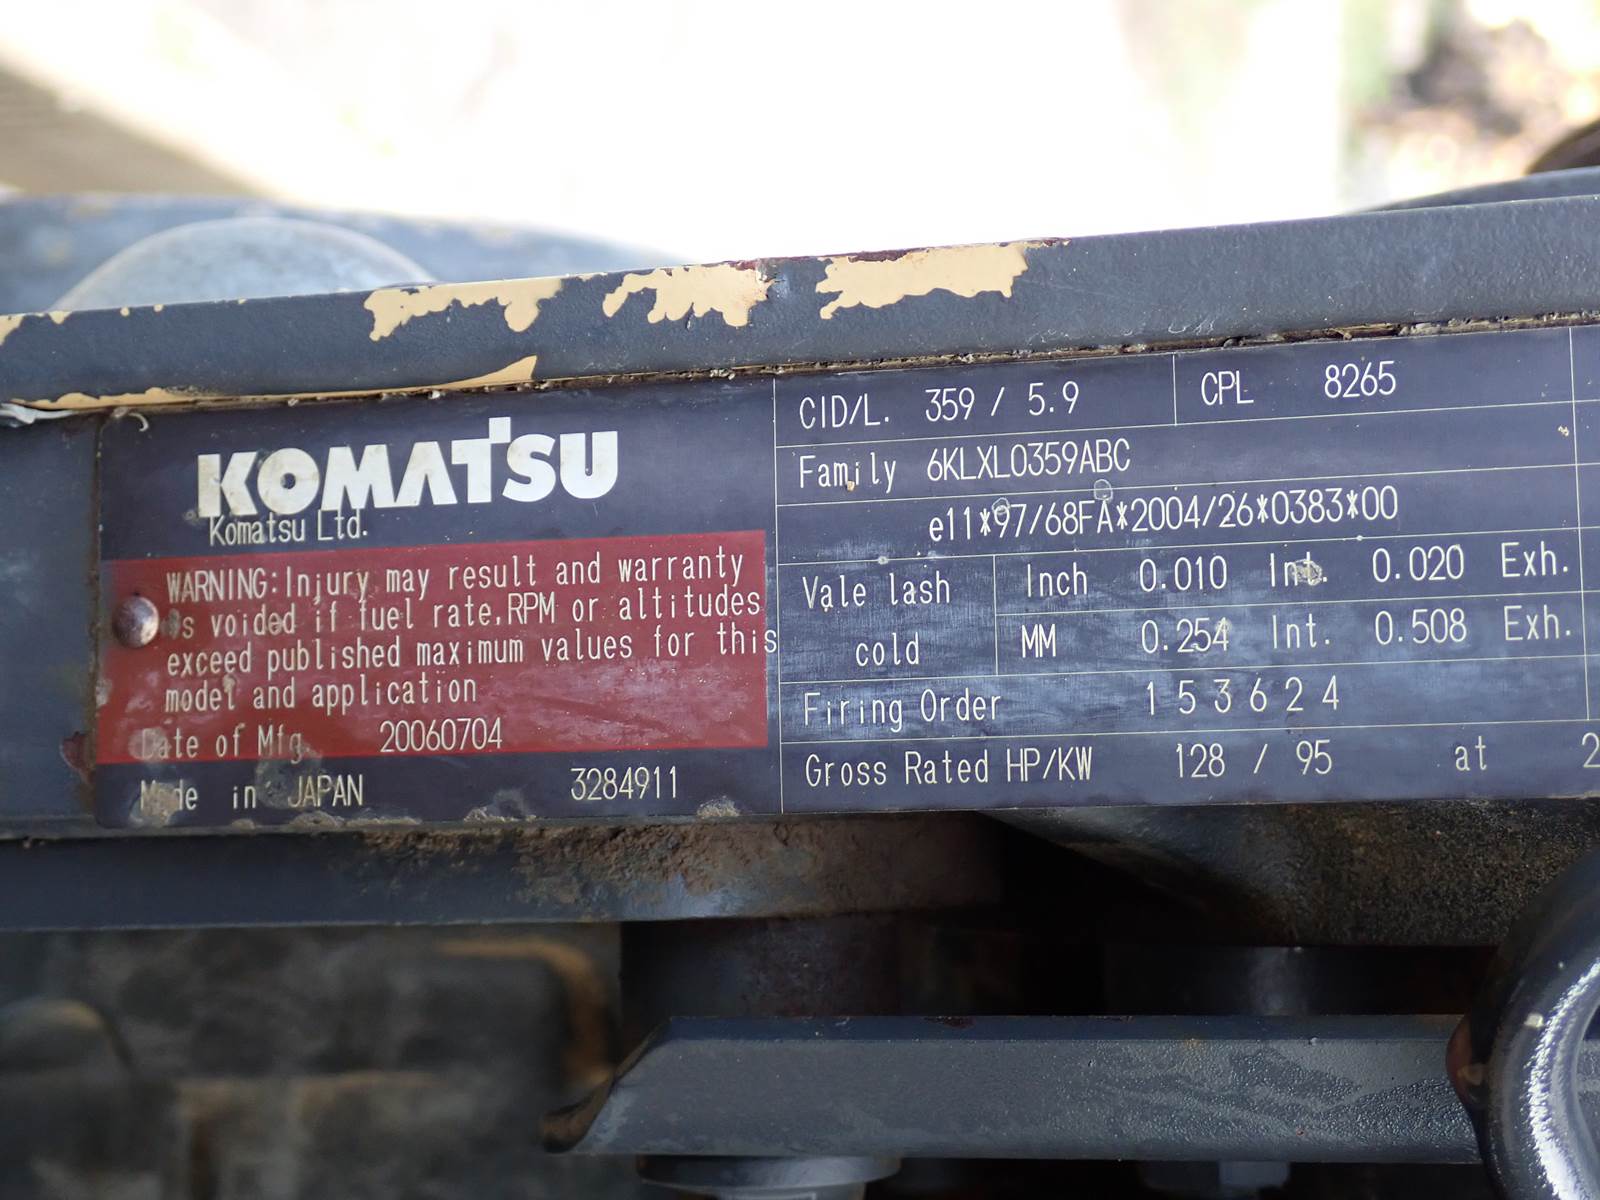 KOMATSU
Komatsu Ltd.
WARNING: Injury may result and warranty
is voided if fuel rate, RPM or altitudes
exceed published maximum values for this
model and application
Date of Mfg. 20060704
Made in JAPAN 3284911
CID/L. 359 / 5.9 CPL 8265
Family 6KLXL0359ABC
e11*97/68FA*2004/26*0383*00
Vale lash Inch 0.010 Int. 0.020 Exh.
cold MM 0.254 Int. 0.508 Exh.
Firing Order 1 5 3 6 2 4
Gross Rated HP/KW 128 / 95 at 2